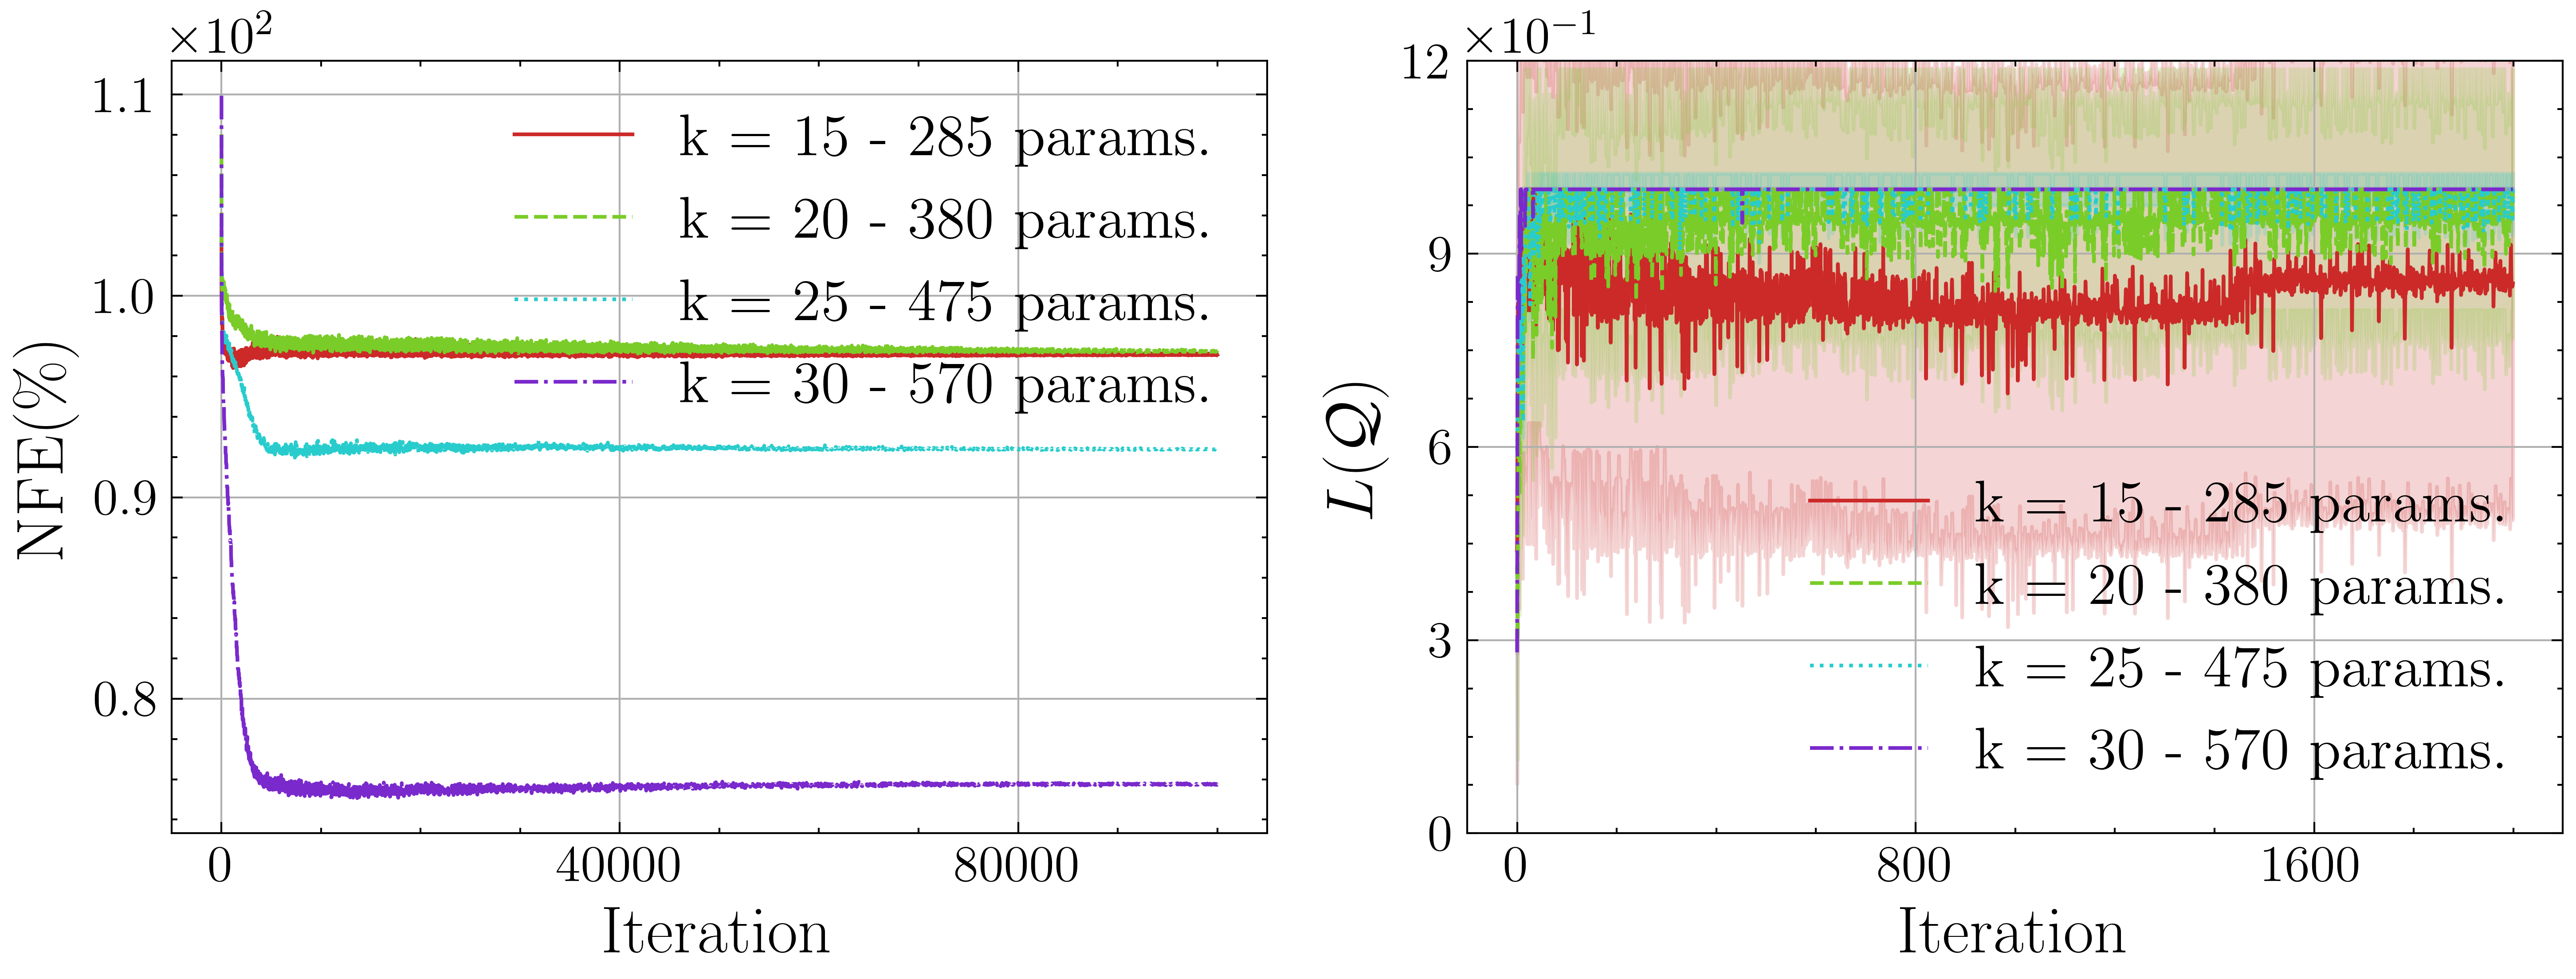 ×10²
1.1
1.0
0.9
0.8
NFE(%)
k = 15 - 285 params.
k = 20 - 380 params.
k = 25 - 475 params.
k = 30 - 570 params.
0 40000 80000
Iteration
×10⁻¹
12
9
6
3
0
L(𝒬)
k = 15 - 285 params.
k = 20 - 380 params.
k = 25 - 475 params.
k = 30 - 570 params.
0 800 1600
Iteration